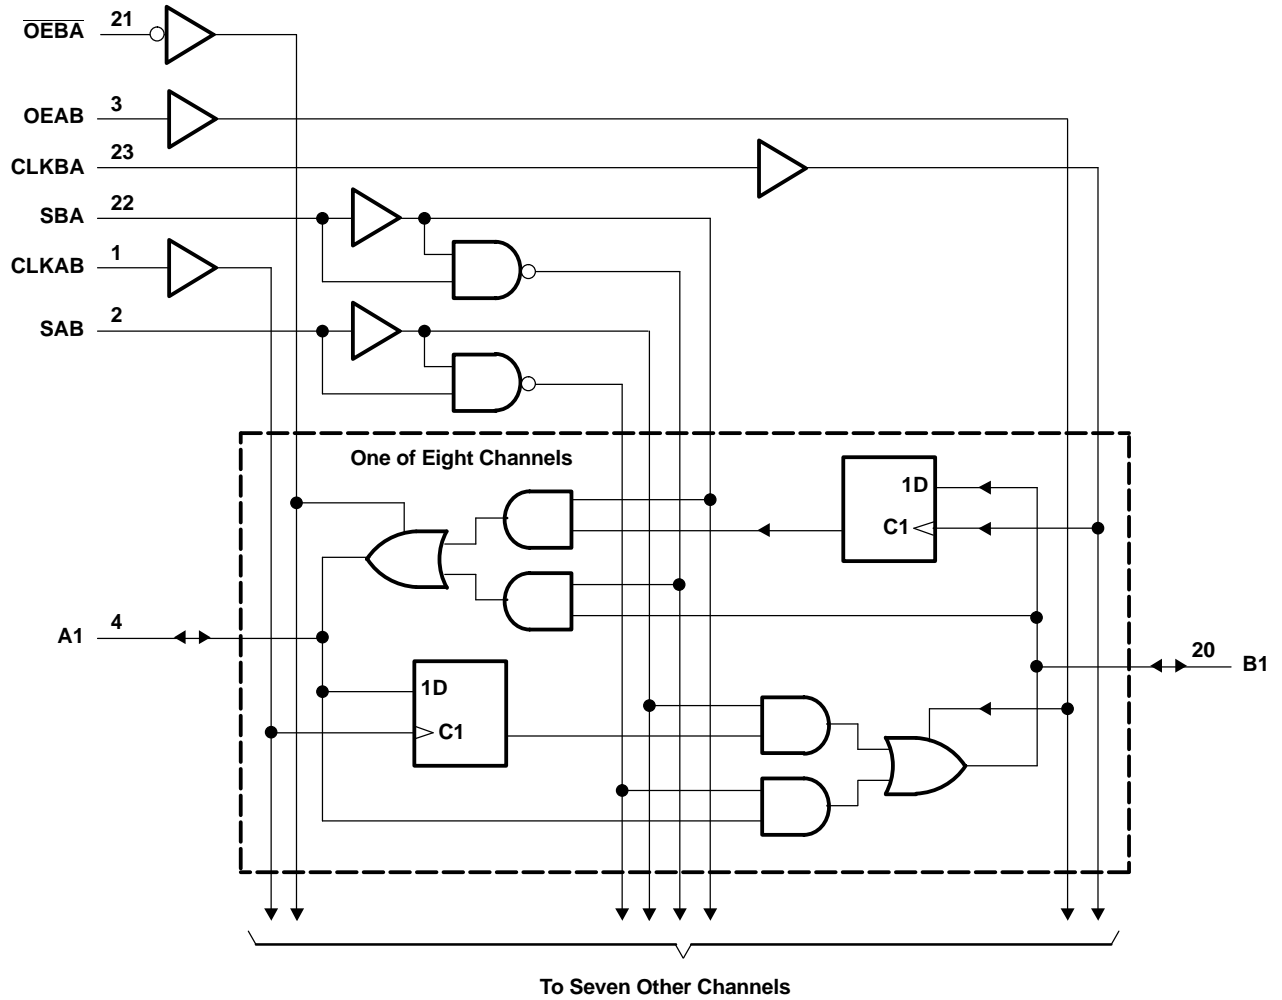 OEBA 21
OEAB 3
CLKBA 23
SBA 22
CLKAB 1
SAB 2
One of Eight Channels
1D
C1
A1 4
20 B1
1D
C1
To Seven Other Channels